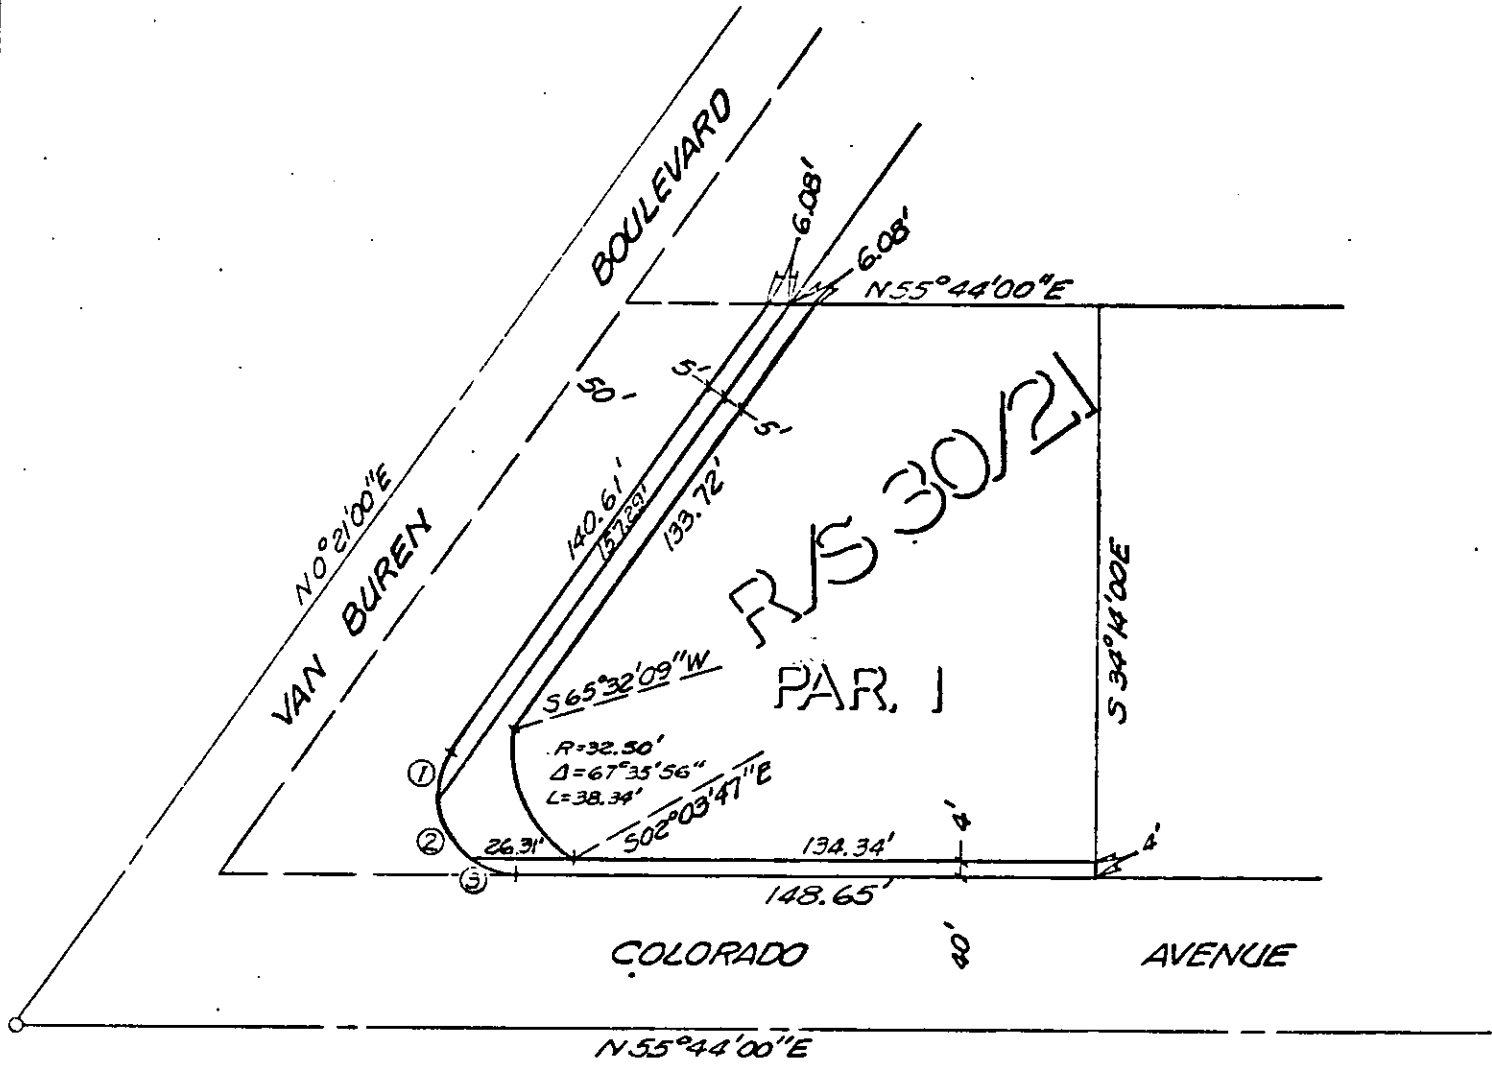 BOULEVARD
6.08'
6.08'
N55°44'00"E
50'
5'
5'
140.61'
157.29'
133.72'
R/S 30/21
N0°21'00"E
VAN BUREN
S 34°14'00E
S65°32'09"W
PAR. 1
R=32.50'
Δ=67°35'56"
L=38.34'
S02°03'47"E
1
2
3
26.31'
134.34'
4'
4'
148.65'
COLORADO
40'
AVENUE
N55°44'00"E